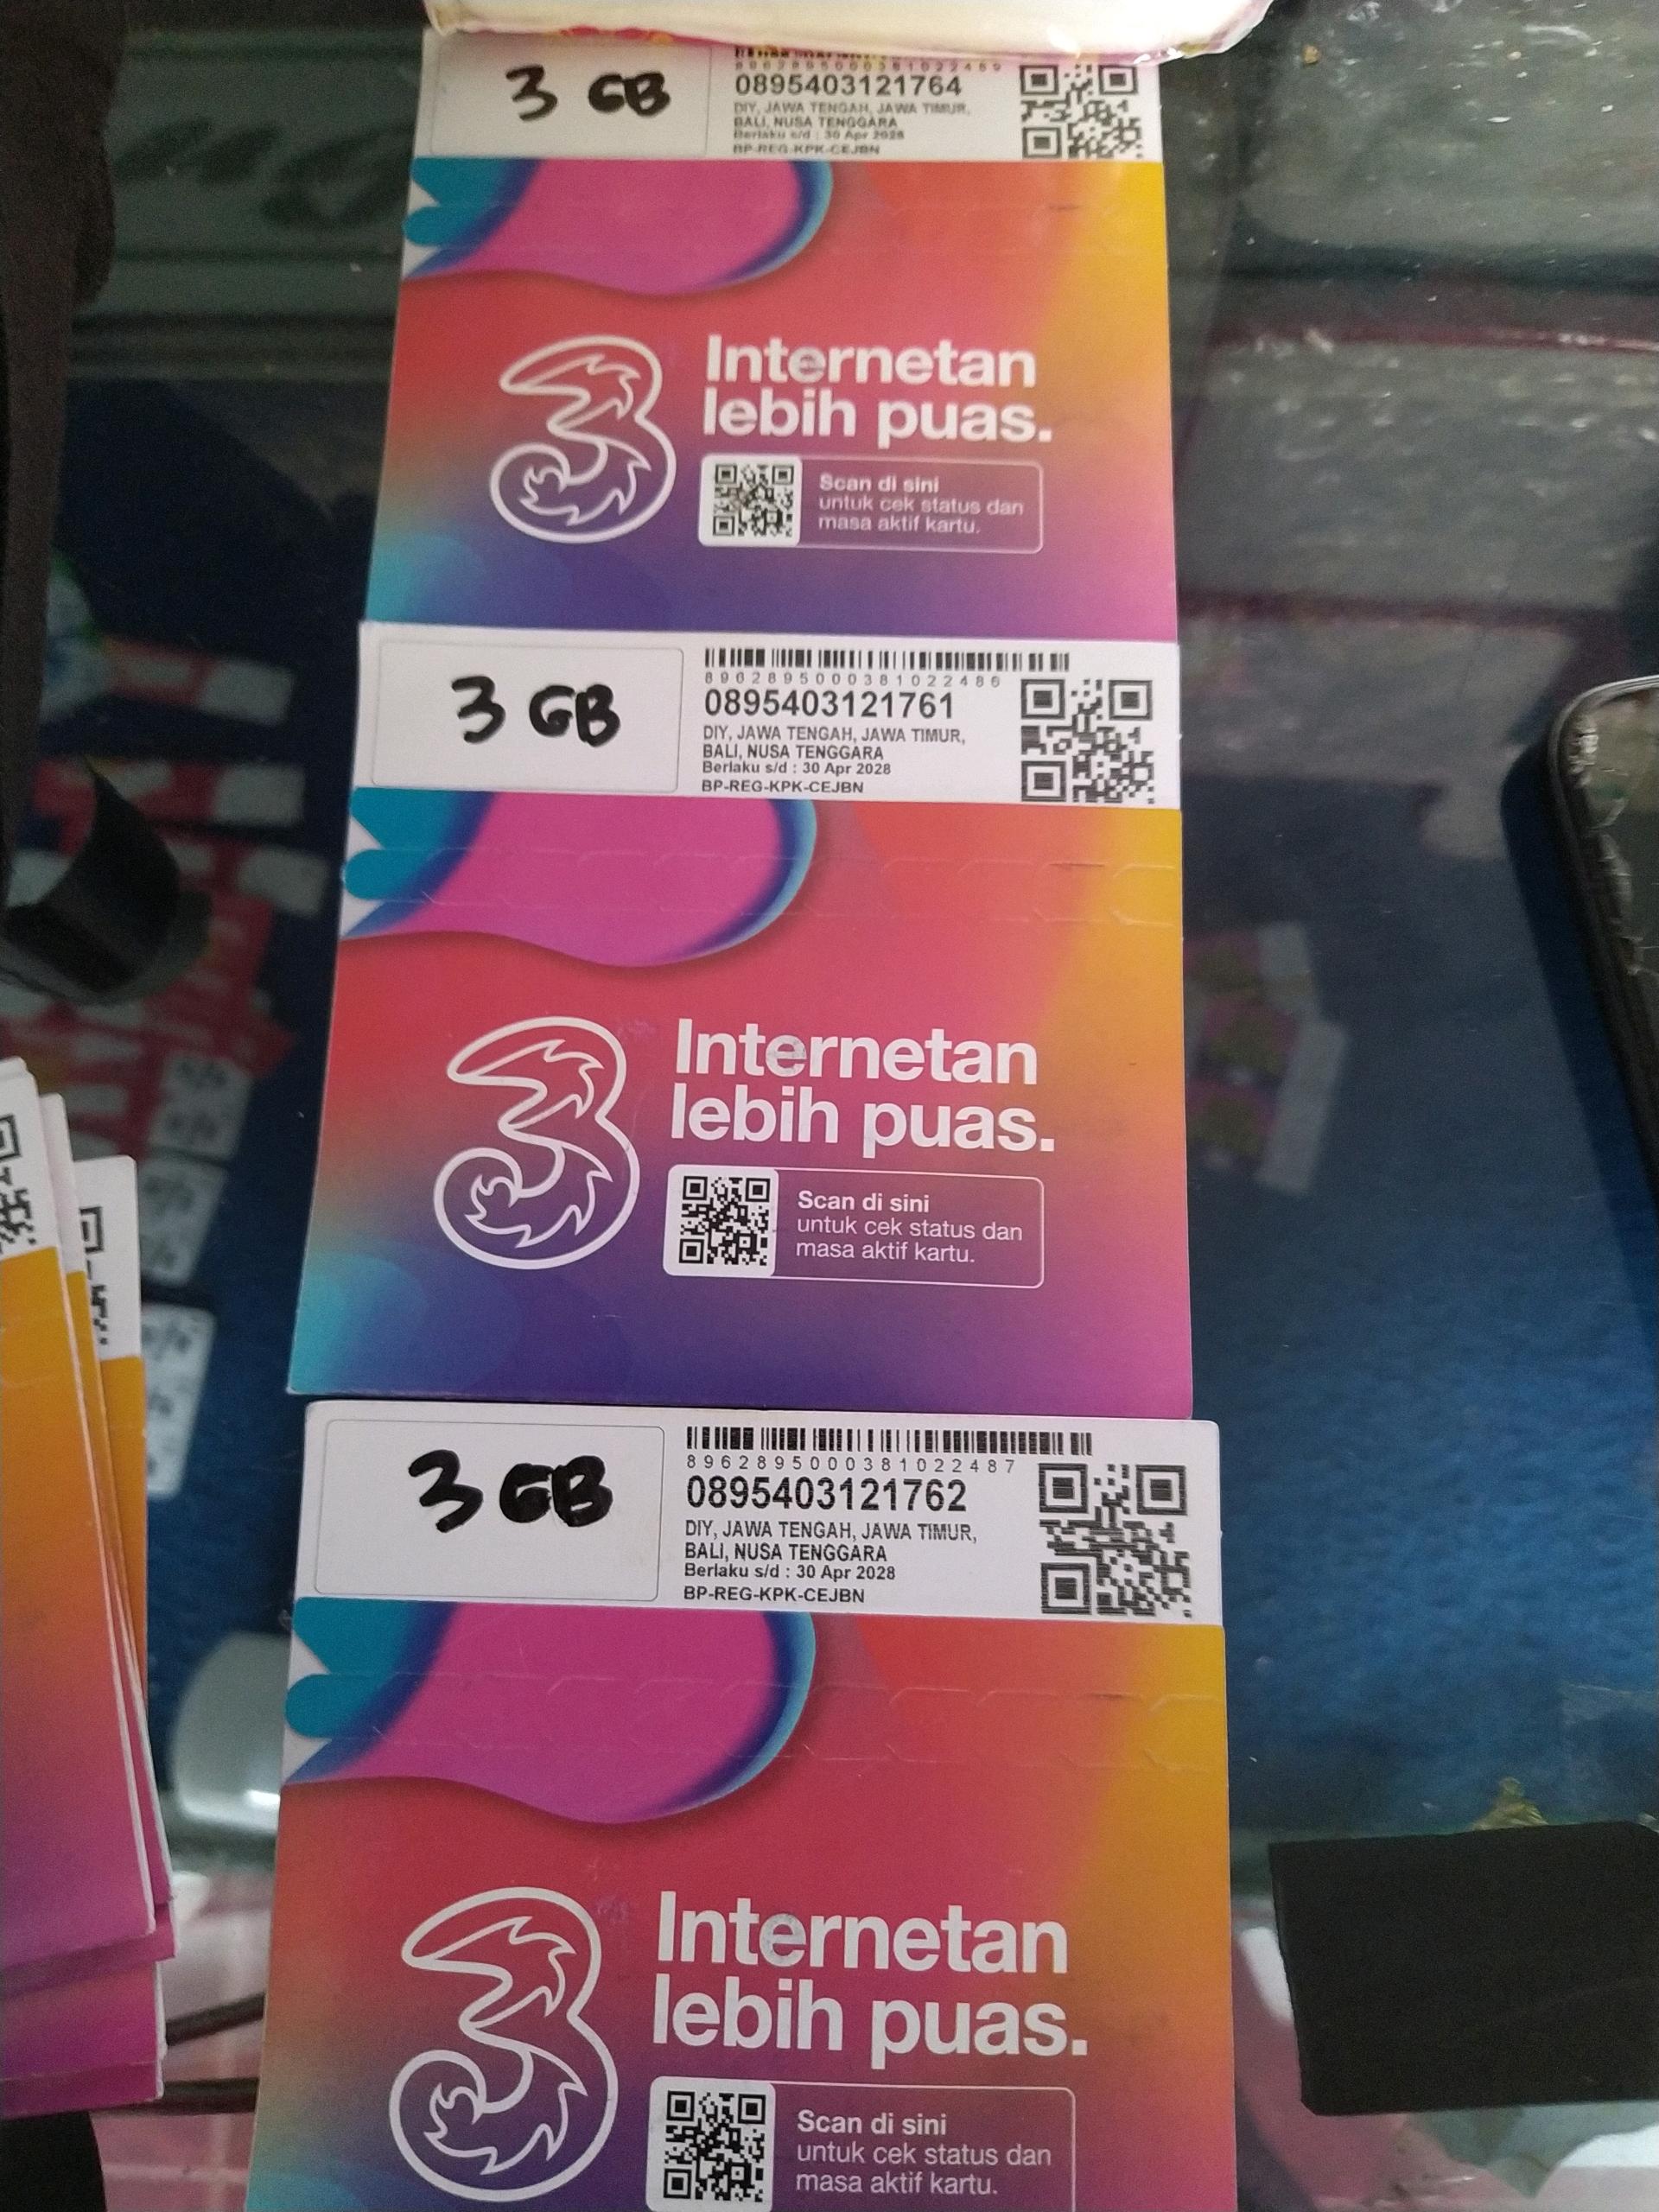 3 GB
8962895000381022489
0895403121764
DIY, JAWA TENGAH, JAWA TIMUR,
BALI, NUSA TENGGARA
Berlaku s/d : 30 Apr 2028
BP-REG-KPK-CEJBN
3
Internetan
lebih puas.
Scan di sini
untuk cek status dan
masa aktif kartu.
3 GB
8962895000381022486
0895403121761
DIY, JAWA TENGAH, JAWA TIMUR,
BALI, NUSA TENGGARA
Berlaku s/d : 30 Apr 2028
BP-REG-KPK-CEJBN
3
Internetan
lebih puas.
Scan di sini
untuk cek status dan
masa aktif kartu.
3 GB
8962895000381022487
0895403121762
DIY, JAWA TENGAH, JAWA TIMUR,
BALI, NUSA TENGGARA
Berlaku s/d : 30 Apr 2028
BP-REG-KPK-CEJBN
3
Internetan
lebih puas.
Scan di sini
untuk cek status dan
masa aktif kartu.